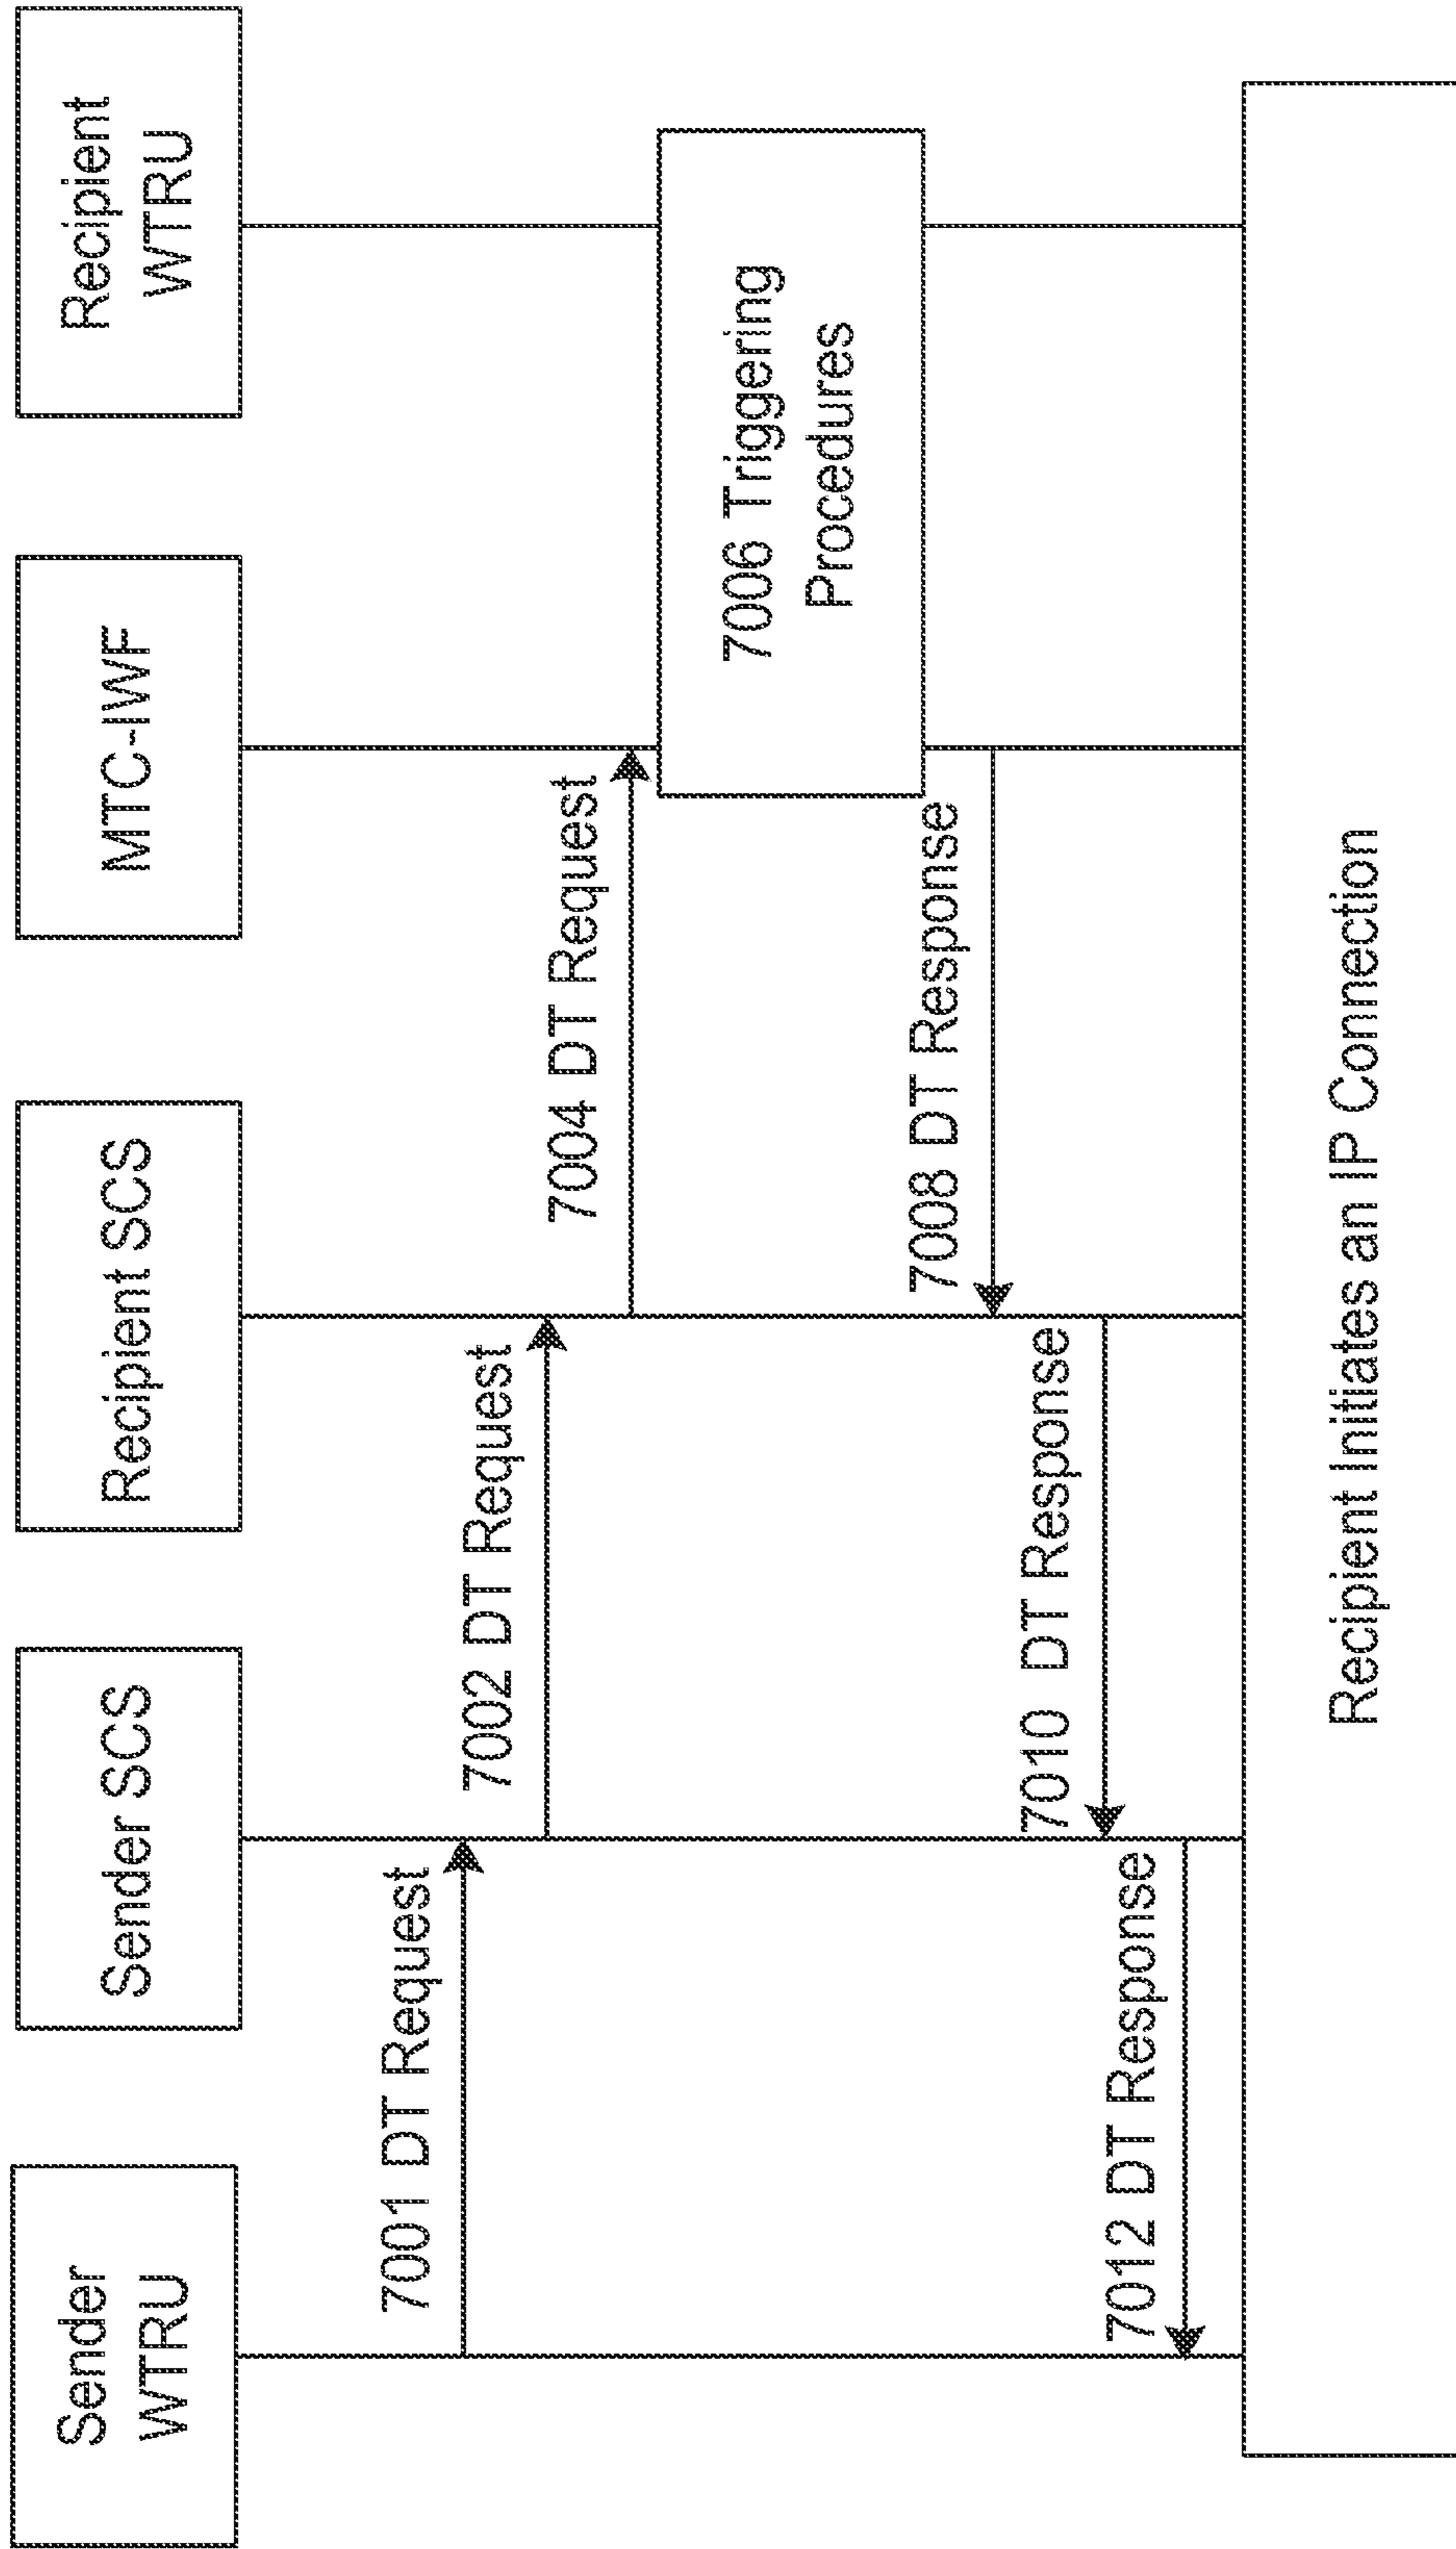 Sender
WTRU
Sender SCS
Recipient SCS
MTC-IWF
Recipient
WTRU
7001 DT Request
7002 DT Request
7004 DT Request
7006 Triggering
Procedures
7008 DT Response
7010 DT Response
7012 DT Response
Recipient Initiates an IP Connection